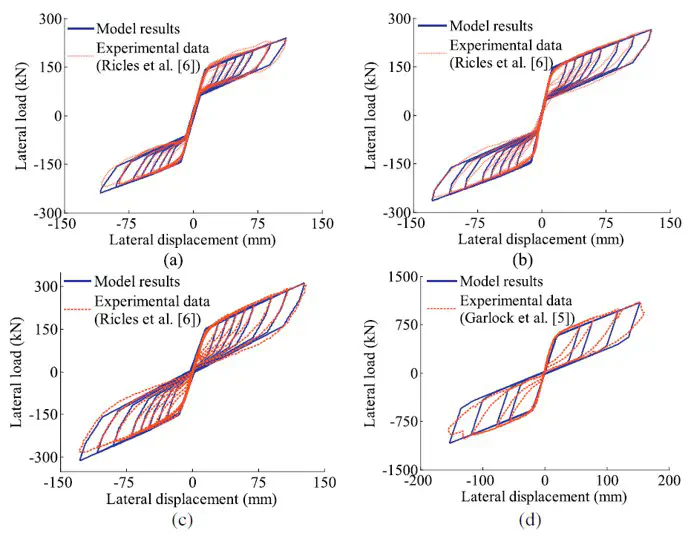 300
150
0
-150
-300
Lateral load (kN)
Model results
Experimental data
(Ricles et al. [6])
-150 -75 0 75 150
Lateral displacement (mm)
(a)
300
150
0
-150
-300
Lateral load (kN)
Model results
Experimental data
(Ricles et al. [6])
-150 -75 0 75 150
Lateral displacement (mm)
(b)
300
150
0
-150
-300
Lateral load (kN)
Model results
Experimental data
(Ricles et al. [6])
-150 -75 0 75 150
Lateral displacement (mm)
(c)
1500
750
0
-750
-1500
Lateral load (kN)
Model results
Experimental data
(Garlock et al. [5])
-200 -100 0 100 200
Lateral displacement (mm)
(d)